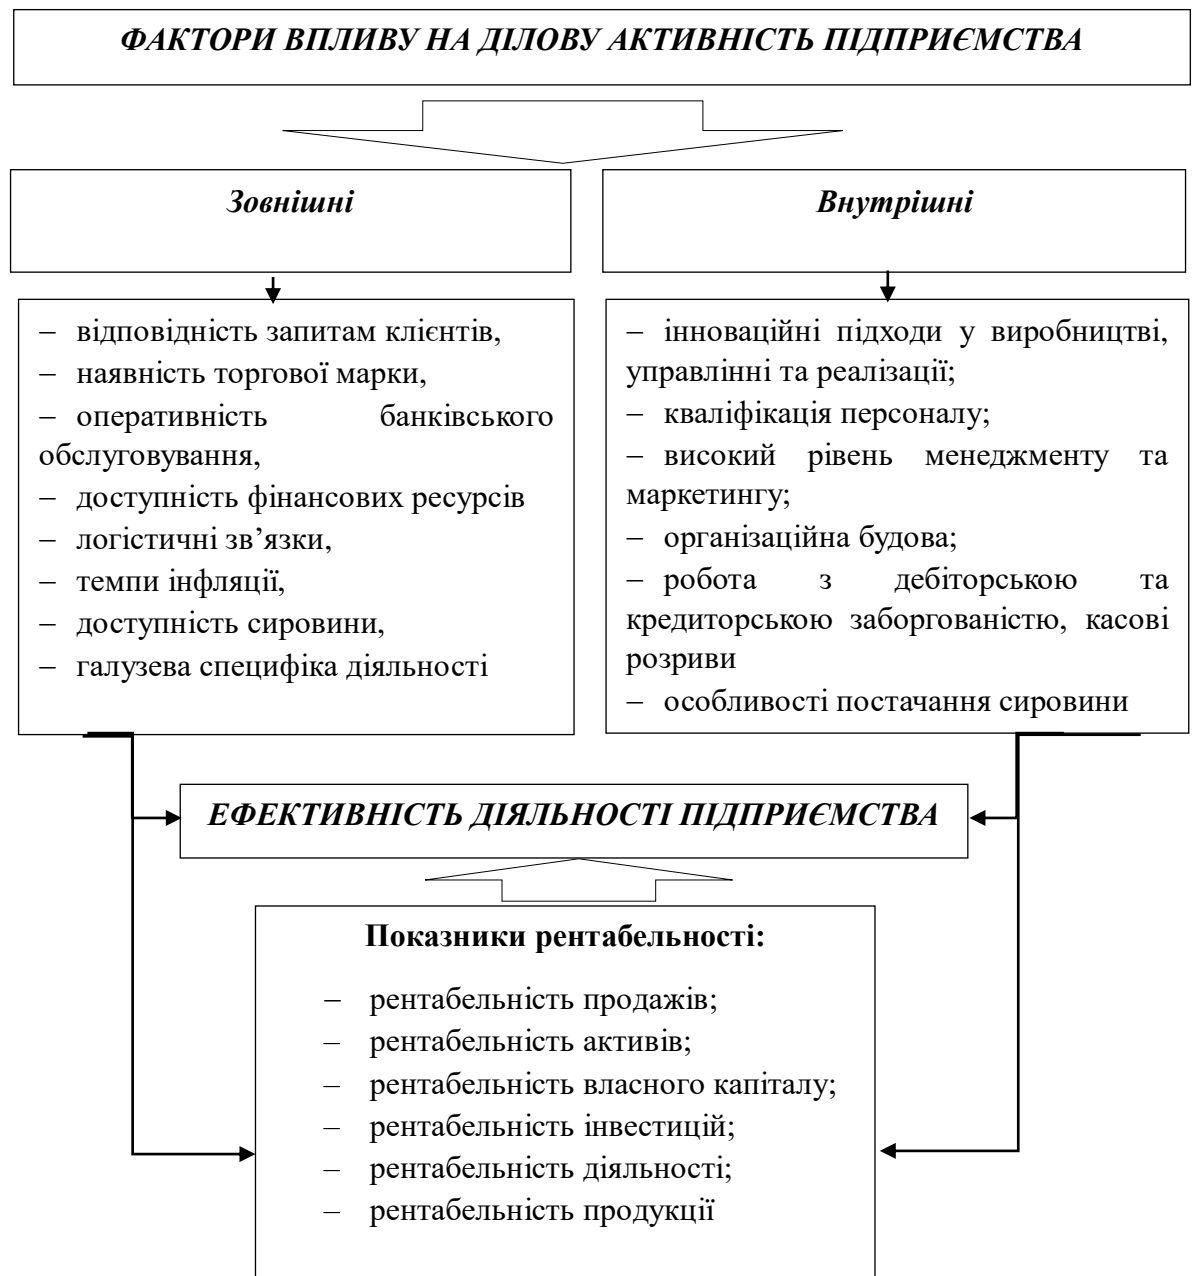 ФАКТОРИ ВПЛИВУ НА ДІЛОВУ АКТИВНІСТЬ ПІДПРИЄМСТВА
Зовнішні
– відповідність запитам клієнтів,
– наявність торгової марки,
– оперативність банківського
обслуговування,
– доступність фінансових ресурсів
– логістичні зв’язки,
– темпи інфляції,
– доступність сировини,
– галузева специфіка діяльності
Внутрішні
– інноваційні підходи у виробництві,
управлінні та реалізації;
– кваліфікація персоналу;
– високий рівень менеджменту та
маркетингу;
– організаційна будова;
– робота з дебіторською та
кредиторською заборгованістю, касові
розриви
– особливості постачання сировини
ЕФЕКТИВНІСТЬ ДІЯЛЬНОСТІ ПІДПРИЄМСТВА
Показники рентабельності:
– рентабельність продажів;
– рентабельність активів;
– рентабельність власного капіталу;
– рентабельність інвестицій;
– рентабельність діяльності;
– рентабельність продукції